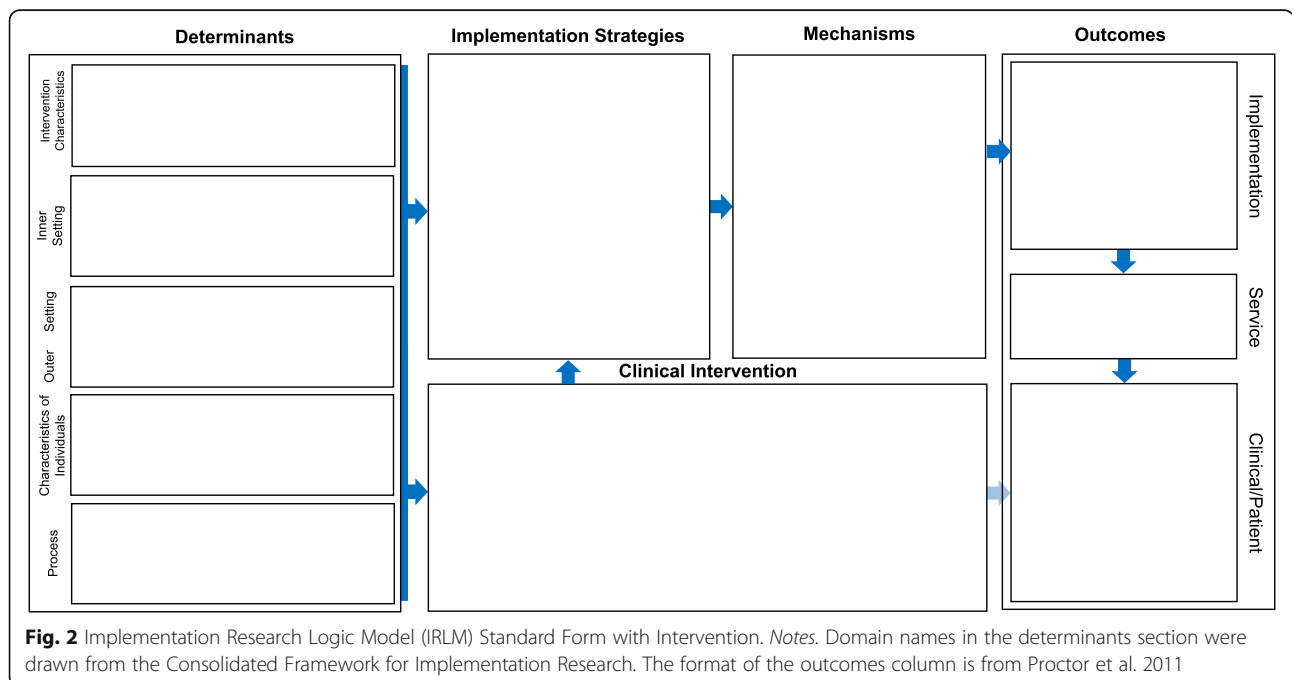 Determinants
Implementation Strategies
Mechanisms
Outcomes
Intervention
Characteristics
Inner
Setting
Setting
Outer
Characteristics of
Individuals
Process
Clinical Intervention
Implementation
Service
Clinical/Patient
Fig. 2 Implementation Research Logic Model (IRLM) Standard Form with Intervention. Notes. Domain names in the determinants section were
drawn from the Consolidated Framework for Implementation Research. The format of the outcomes column is from Proctor et al. 2011